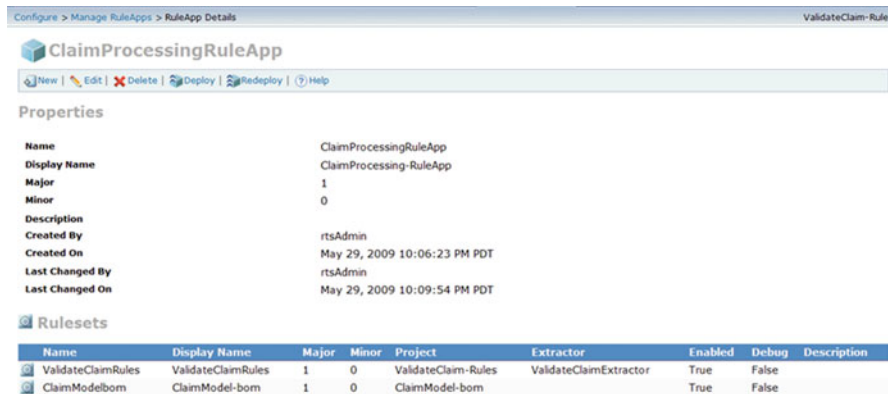 Configure > Manage RuleApps > RuleApp Details ValidateClaim-Rule
ClaimProcessingRuleApp
New | Edit | Delete | Deploy | Redeploy | Help
Properties
Name ClaimProcessingRuleApp
Display Name ClaimProcessing-RuleApp
Major 1
Minor 0
Description
Created By rtsAdmin
Created On May 29, 2009 10:06:23 PM PDT
Last Changed By rtsAdmin
Last Changed On May 29, 2009 10:09:54 PM PDT
Rulesets
Name Display Name Major Minor Project Extractor Enabled Debug Description
ValidateClaimRules ValidateClaimRules 1 0 ValidateClaim-Rules ValidateClaimExtractor True False
ClaimModelbom ClaimModel-bom 1 0 ClaimModel-bom True False